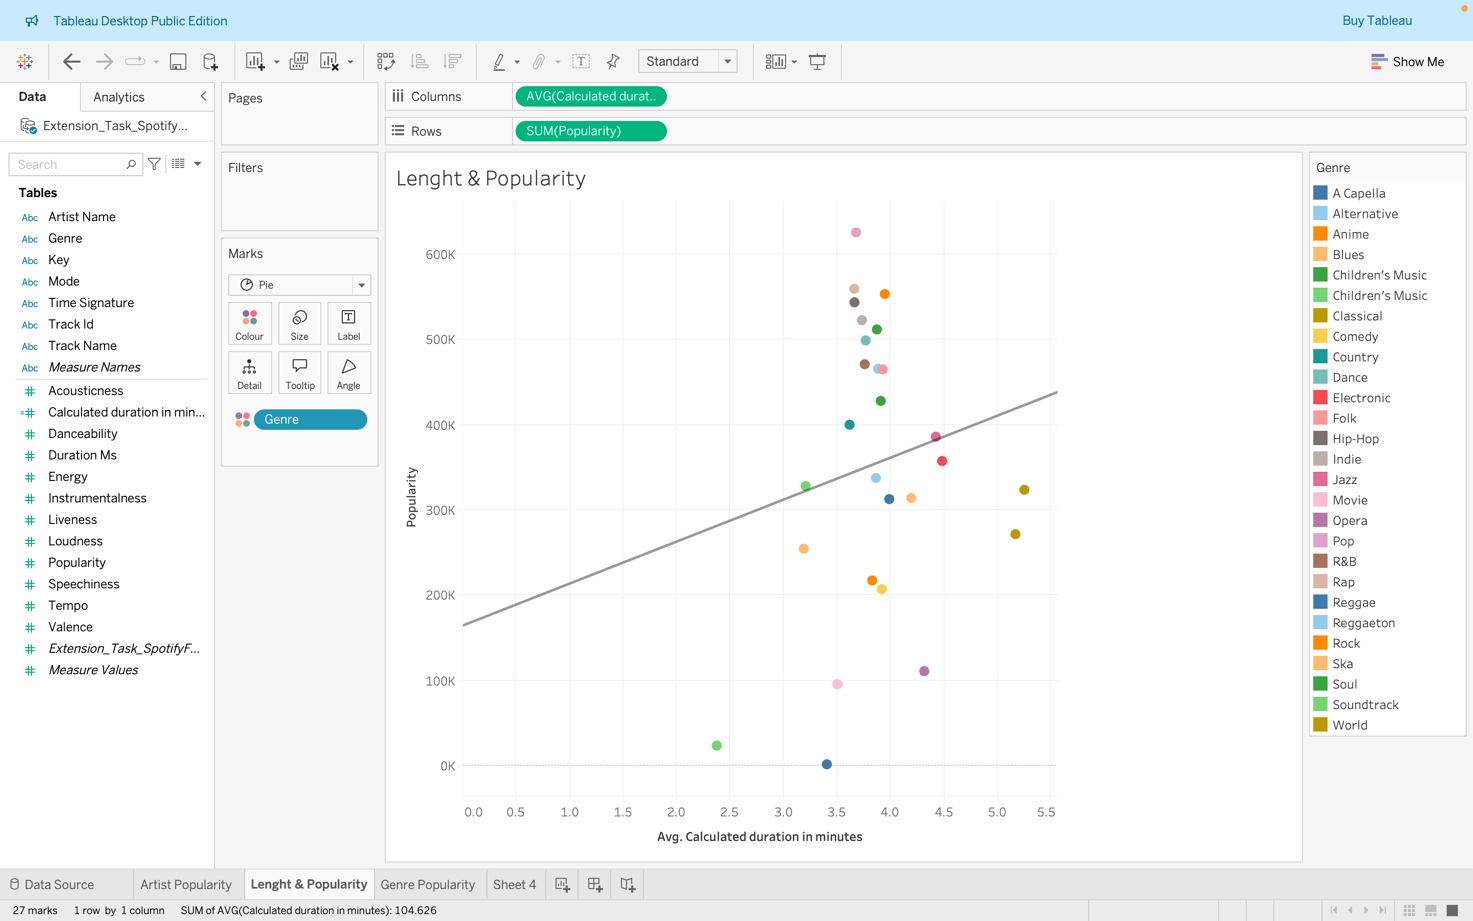 Tableau Desktop Public Edition
Buy Tableau
Standard
Show Me
Data
Analytics
Extension_Task_Spotify...
Search
Tables
Abc Artist Name
Abc Genre
Abc Key
Abc Mode
Abc Time Signature
Abc Track Id
Abc Track Name
Abc Measure Names
# Acousticness
=# Calculated duration in min...
# Danceability
# Duration Ms
# Energy
# Instrumentalness
# Liveness
# Loudness
# Popularity
# Speechiness
# Tempo
# Valence
# Extension_Task_SpotifyF...
# Measure Values
Pages
Filters
Marks
Pie
Colour
Size
Label
Detail
Tooltip
Angle
Genre
Columns
AVG(Calculated durat..
Rows
SUM(Popularity)
Lenght & Popularity
Popularity
600K
500K
400K
300K
200K
100K
0K
0.0 0.5 1.0 1.5 2.0 2.5 3.0 3.5 4.0 4.5 5.0 5.5
Avg. Calculated duration in minutes
Genre
A Capella
Alternative
Anime
Blues
Children's Music
Children’s Music
Classical
Comedy
Country
Dance
Electronic
Folk
Hip-Hop
Indie
Jazz
Movie
Opera
Pop
R&B
Rap
Reggae
Reggaeton
Rock
Ska
Soul
Soundtrack
World
Data Source
Artist Popularity
Lenght & Popularity
Genre Popularity
Sheet 4
27 marks
1 row by 1 column
SUM of AVG(Calculated duration in minutes): 104.626